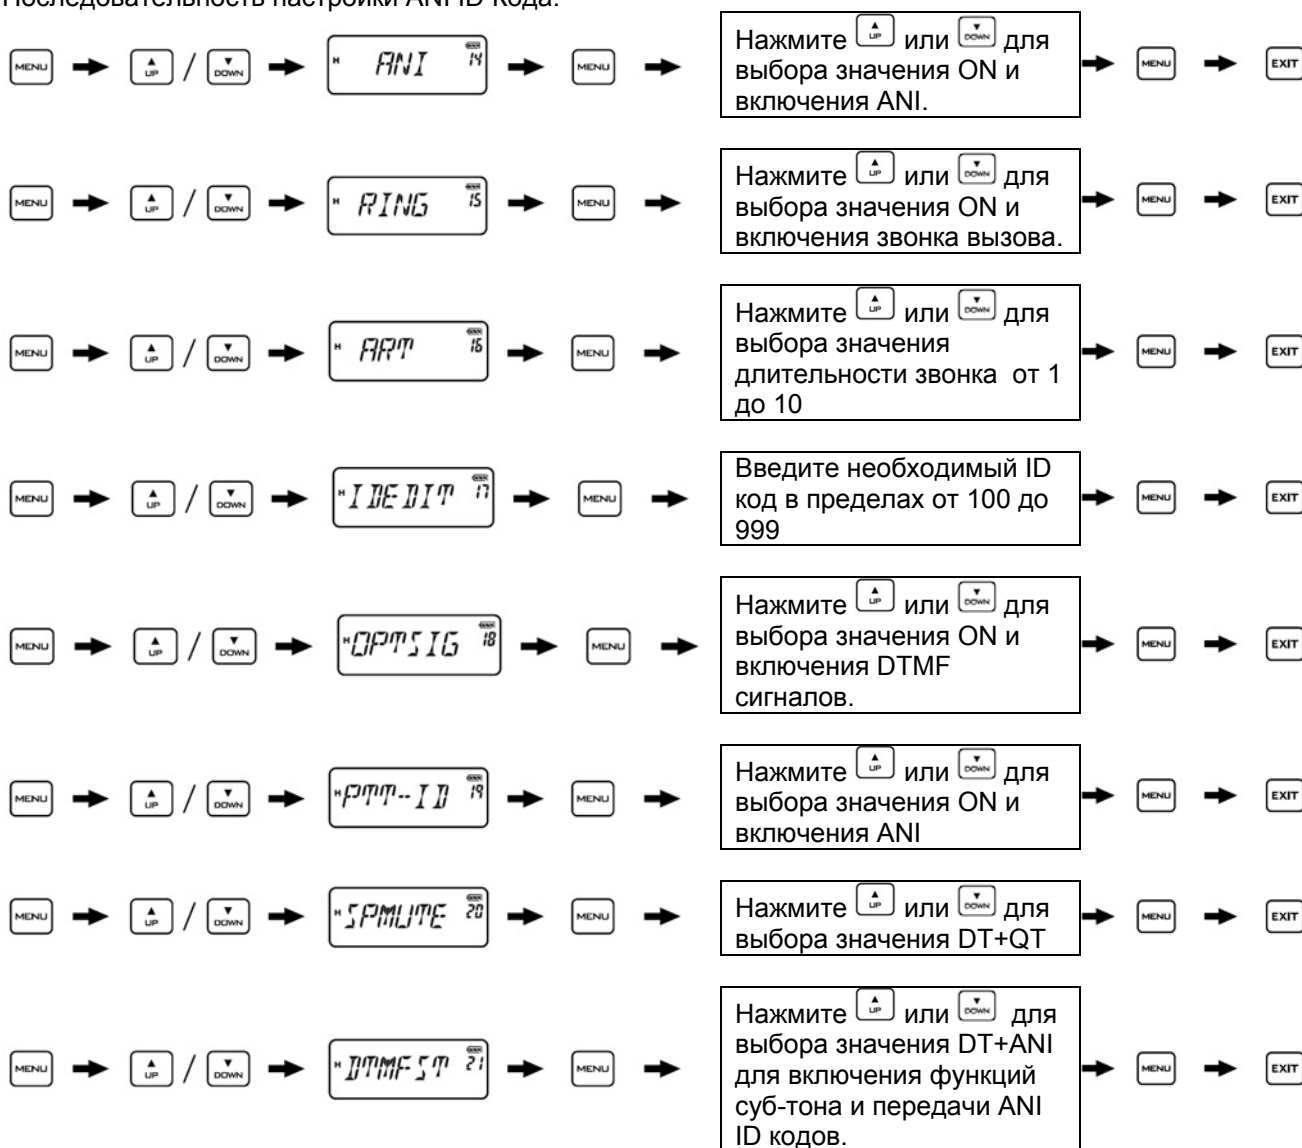 Последовательность настройки ANI ID Кода:
MENU UP / DOWN H ANI 14 MENU
Нажмите UP или DOWN для
выбора значения ON и
включения ANI.
MENU EXIT
MENU UP / DOWN H RING 15 MENU
Нажмите UP или DOWN для
выбора значения ON и
включения звонка вызова.
MENU EXIT
MENU UP / DOWN H ART 16 MENU
Нажмите UP или DOWN для
выбора значения
длительности звонка от 1
до 10
MENU EXIT
MENU UP / DOWN H IDEDIT 17 MENU
Введите необходимый ID
код в пределах от 100 до
999
MENU EXIT
MENU UP / DOWN H OPTSIG 18 MENU
Нажмите UP или DOWN для
выбора значения ON и
включения DTMF
сигналов.
MENU EXIT
MENU UP / DOWN H PTT-ID 19 MENU
Нажмите UP или DOWN для
выбора значения ON и
включения ANI
MENU EXIT
MENU UP / DOWN H SPMUTE 20 MENU
Нажмите UP или DOWN для
выбора значения DT+QT
MENU EXIT
MENU UP / DOWN H DTMFST 21 MENU
Нажмите UP или DOWN для
выбора значения DT+ANI
для включения функций
суб-тона и передачи ANI
ID кодов.
MENU EXIT